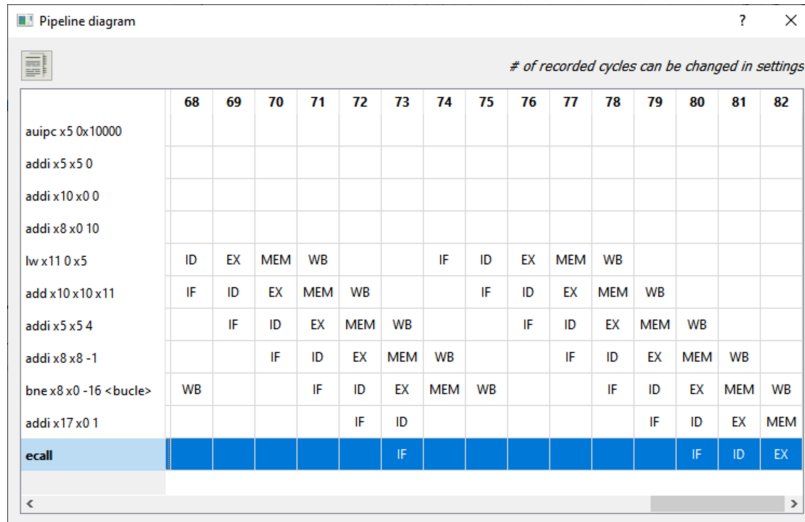 Pipeline diagram ? ×
# of recorded cycles can be changed in settings
68 69 70 71 72 73 74 75 76 77 78 79 80 81 82
auipc x5 0x10000
addi x5 x5 0
addi x10 x0 0
addi x8 x0 10
lw x11 0 x5 ID EX MEM WB IF ID EX MEM WB
add x10 x10 x11 IF ID EX MEM WB IF ID EX MEM WB
addi x5 x5 4 IF ID EX MEM WB IF ID EX MEM WB
addi x8 x8 -1 IF ID EX MEM WB IF ID EX MEM WB
bne x8 x0 -16 <bucle> WB IF ID EX MEM WB IF ID EX MEM WB
addi x17 x0 1 IF ID IF ID EX MEM
ecall IF IF ID EX